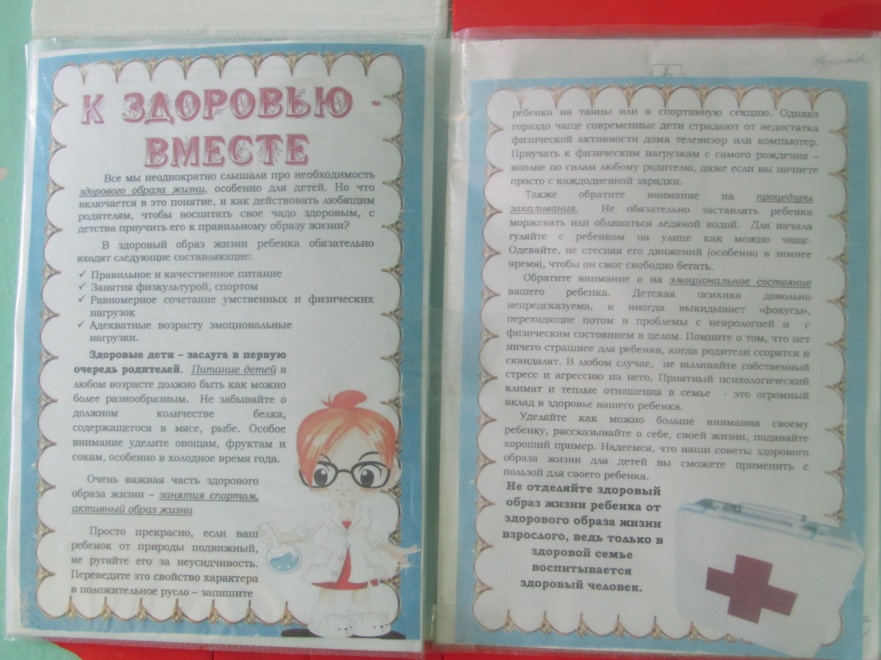 К ЗДОРОВЬЮ -
ВМЕСТЕ
Все мы неоднократно слышали про необходимость
здорового образа жизни, особенно для детей. Но что
включается в это понятие, и как действовать любящим
родителям, чтобы воспитать свое чадо здоровым, с
детства приучить его к правильному образу жизни?
В здоровый образ жизни ребенка обязательно
входят следующие составляющие:
✓ Правильное и качественное питание
✓ Занятия физкультурой, спортом
✓ Равномерное сочетание умственных и физических
нагрузок
✓ Адекватные возрасту эмоциональные
нагрузки.
Здоровые дети – заслуга в первую
очередь родителей. Питание детей в
любом возрасте должно быть как можно
более разнообразным. Не забывайте о
должном количестве белка,
содержащегося в мясе, рыбе. Особое
внимание уделите овощам, фруктам и
сокам, особенно в холодное время года.
Очень важная часть здорового
образа жизни – занятия спортом,
активный образ жизни
Просто прекрасно, если ваш
ребенок от природы подвижный,
не ругайте его за неусидчивость.
Переведите это свойство характера
в положительное русло – запишите
ребенка на танцы или в спортивную секцию. Однако
гораздо чаще современные дети страдают от недостатка
физической активности дома телевизор или компьютер.
Приучать к физическим нагрузкам с самого рождения –
вполне по силам любому родителю, даже если вы начнете
просто с каждодневной зарядки.
Также обратите внимание на процедуры
закаливания. Не обязательно заставлять ребенка
моржевать или обливаться ледяной водой. Для начала
гуляйте с ребенком на улице как можно чаще.
Одевайте, не стесняя его движений (особенно в зимнее
время), чтобы он смог свободно бегать.
Обратите внимание и на эмоциональное состояние
вашего ребенка. Детская психика довольно
непредсказуема, и иногда выкидывает «фокусы»,
переходящие потом в проблемы с неврологией и с
физическим состоянием в целом. Помните о том, что нет
ничего страшнее для ребенка, когда родители ссорятся и
скандалят. В любом случае, не выливайте собственный
стресс и агрессию на него. Приятный психологический
климат и теплые отношения в семье - это огромный
вклад в здоровье вашего ребенка.
Уделяйте как можно больше внимания своему
ребенку, рассказывайте о себе, своей жизни, подавайте
хороший пример. Надеемся, что наши советы здорового
образа жизни для детей вы сможете применить с
пользой для своего ребенка.
Не отделяйте здоровый
образ жизни ребенка от
здорового образа жизни
взрослого, ведь только в
здоровой семье
воспитывается
здоровый человек.